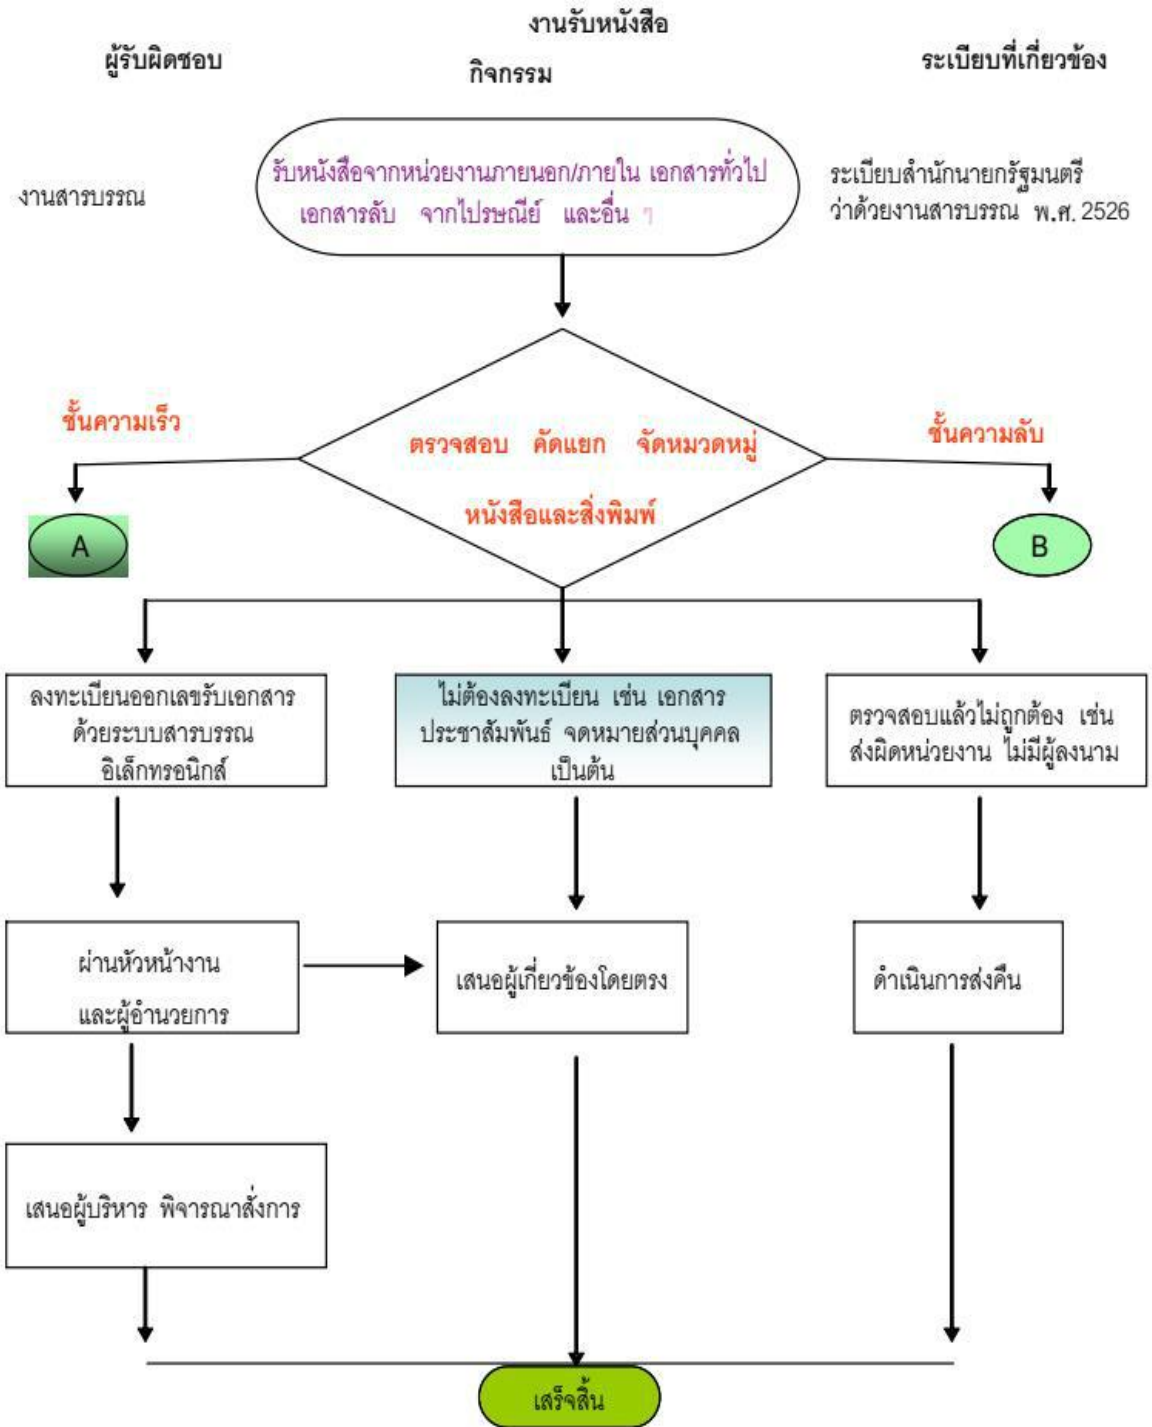 งานรับหนังสือ
ผู้รับผิดชอบ
กิจกรรม
ระเบียบที่เกี่ยวข้อง
งานสารบรรณ
รับหนังสือจากหน่วยงานภายนอก/ภายใน เอกสารทั่วไป
เอกสารลับ จากไปรษณีย์ และอื่น ๆ
ระเบียบสำนักนายกรัฐมนตรี
ว่าด้วยงานสารบรรณ พ.ศ. 2526
ชั้นความเร็ว
ตรวจสอบ คัดแยก จัดหมวดหมู่
หนังสือและสิ่งพิมพ์
ชั้นความลับ
A
B
ลงทะเบียนออกเลขรับเอกสาร
ด้วยระบบสารบรรณ
อิเล็กทรอนิกส์
ไม่ต้องลงทะเบียน เช่น เอกสาร
ประชาสัมพันธ์ จดหมายส่วนบุคคล
เป็นต้น
ตรวจสอบแล้วไม่ถูกต้อง เช่น
ส่งผิดหน่วยงาน ไม่มีผู้ลงนาม
ผ่านหัวหน้างาน
และผู้อำนวยการ
เสนอผู้เกี่ยวข้องโดยตรง
ดำเนินการส่งคืน
เสนอผู้บริหาร พิจารณาสั่งการ
เสร็จสิ้น